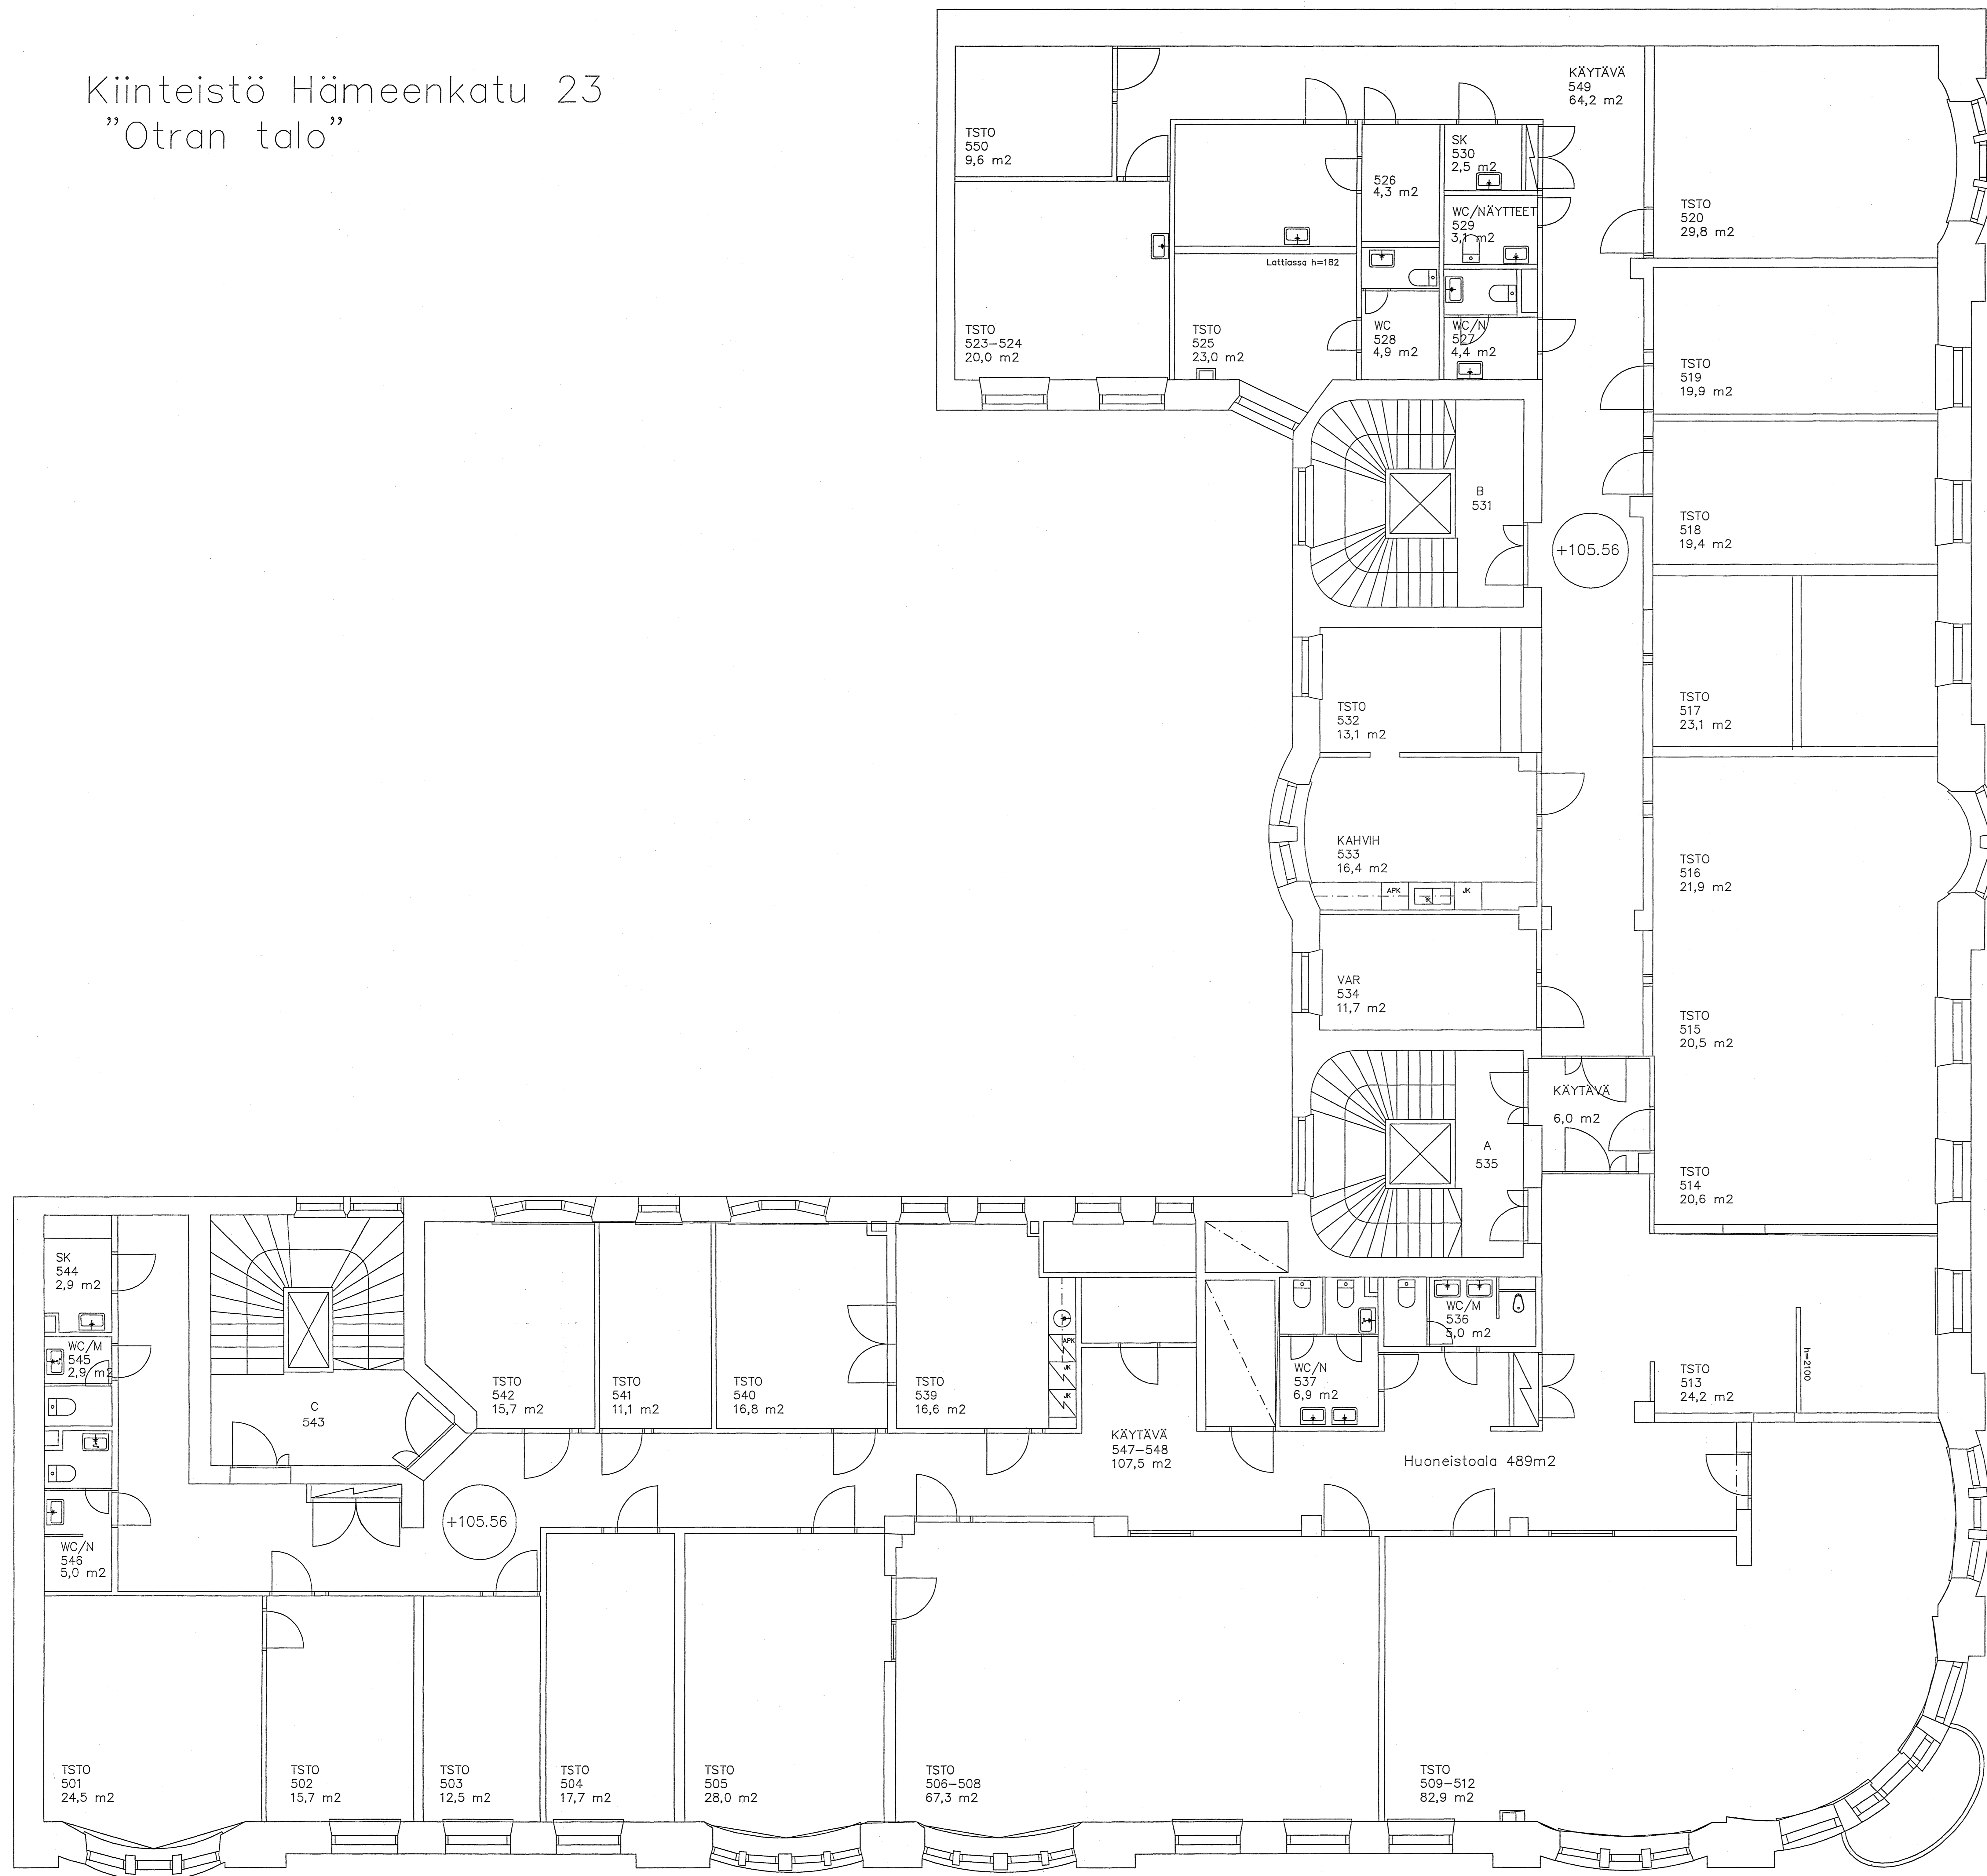 Kiinteistö Hämeenkatu 23
"Otran talo"
KÄYTÄVÄ
549
64,2 m2
TSTO
550
9,6 m2
SK
530
2,5 m2
526
4,3 m2
WC/NÄYTTEET
529
3,1 m2
TSTO
520
29,8 m2
Lattiassa h=182
TSTO
523-524
20,0 m2
TSTO
525
23,0 m2
WC
528
4,9 m2
WC/N
527
4,4 m2
TSTO
519
19,9 m2
B
531
TSTO
518
19,4 m2
+105.56
TSTO
532
13,1 m2
TSTO
517
23,1 m2
KAHVIH
533
16,4 m2
APK
JK
TSTO
516
21,9 m2
VAR
534
11,7 m2
TSTO
515
20,5 m2
KÄYTÄVÄ
6,0 m2
A
535
TSTO
514
20,6 m2
SK
544
2,9 m2
WC/M
545
2,9 m2
C
543
TSTO
542
15,7 m2
TSTO
541
11,1 m2
TSTO
540
16,8 m2
TSTO
539
16,6 m2
APK
JK
JK
KÄYTÄVÄ
547-548
107,5 m2
WC/N
537
6,9 m2
WC/M
536
5,0 m2
TSTO
513
24,2 m2
h=2100
Huoneistoala 489m2
+105.56
WC/N
546
5,0 m2
TSTO
501
24,5 m2
TSTO
502
15,7 m2
TSTO
503
12,5 m2
TSTO
504
17,7 m2
TSTO
505
28,0 m2
TSTO
506-508
67,3 m2
TSTO
509-512
82,9 m2